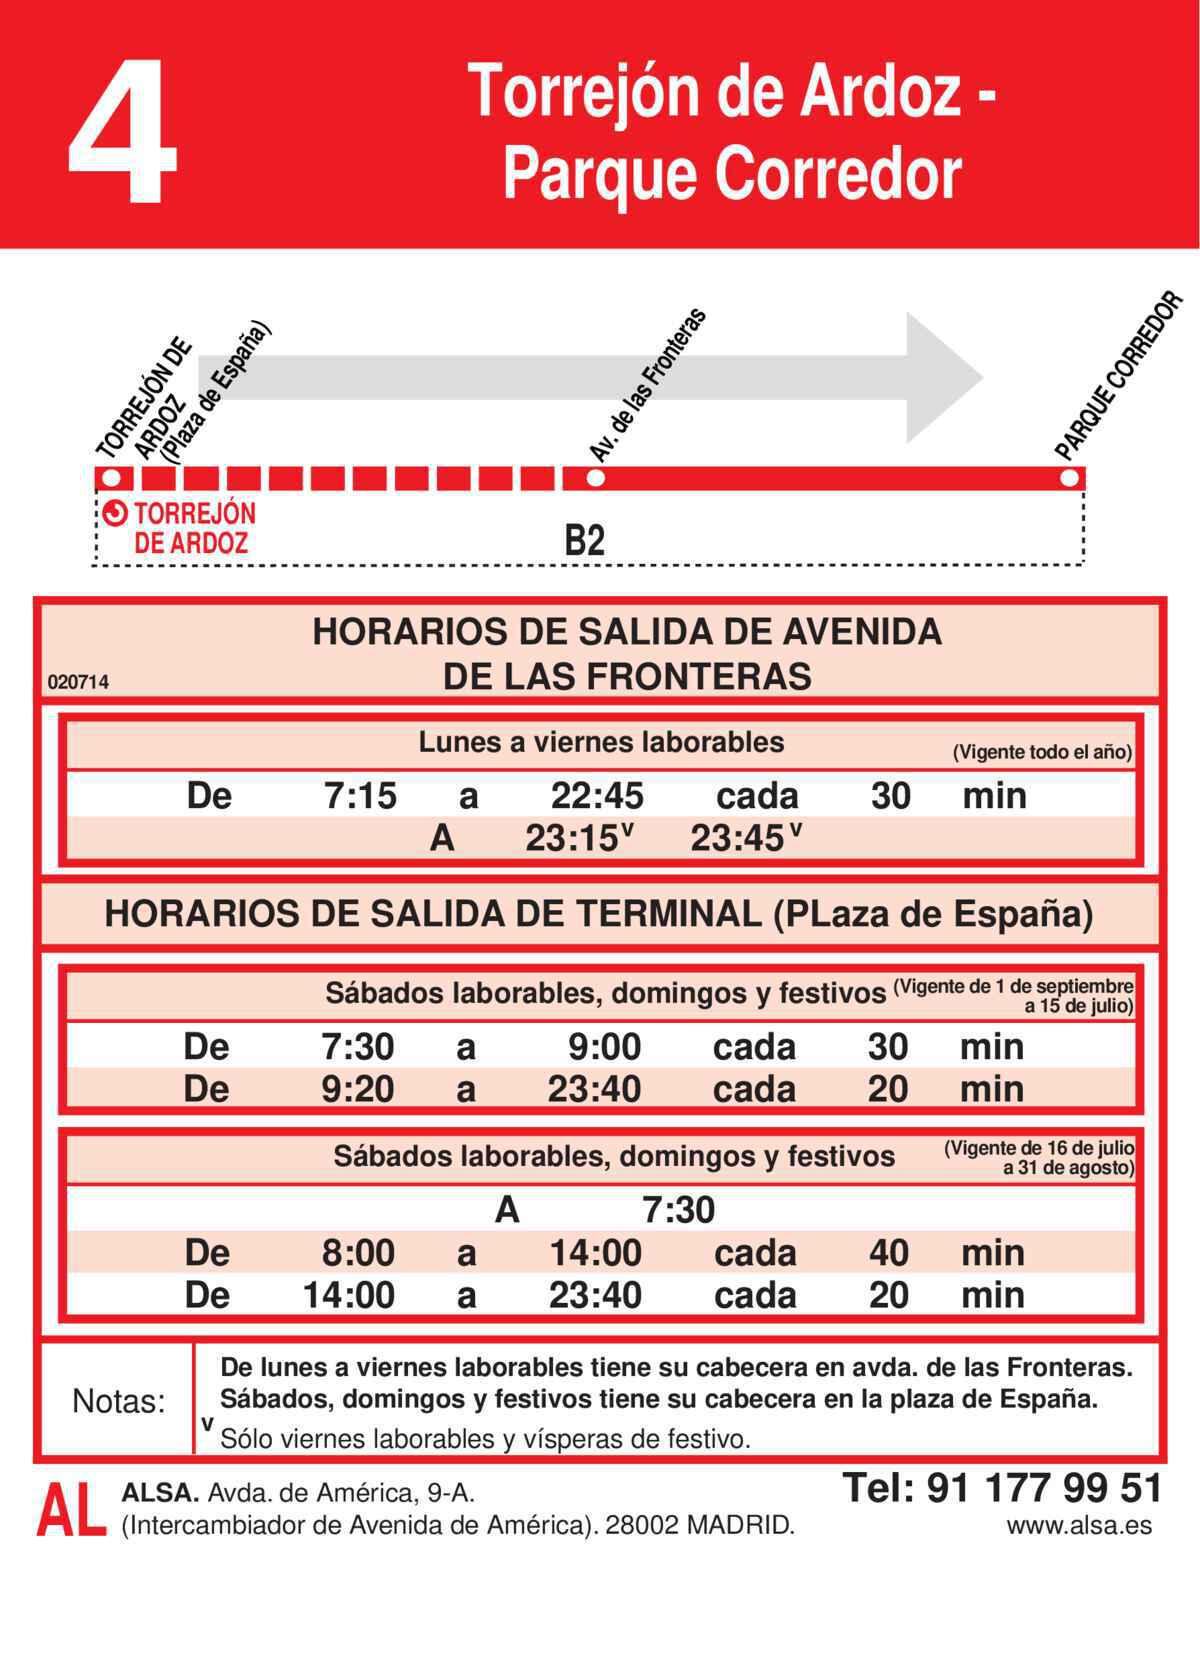 4
Torrejón de Ardoz -
Parque Corredor
TORREJÓN DE
ARDOZ
(Plaza de España)
Av. de las Fronteras
PARQUE CORREDOR
TORREJÓN
DE ARDOZ
B2
HORARIOS DE SALIDA DE AVENIDA
DE LAS FRONTERAS
020714
Lunes a viernes laborables (Vigente todo el año)
De 7:15 a 22:45 cada 30 min
A 23:15 v 23:45 v
HORARIOS DE SALIDA DE TERMINAL (PLaza de España)
Sábados laborables, domingos y festivos (Vigente de 1 de septiembre
a 15 de julio)
De 7:30 a 9:00 cada 30 min
De 9:20 a 23:40 cada 20 min
Sábados laborables, domingos y festivos (Vigente de 16 de julio
a 31 de agosto)
A 7:30
De 8:00 a 14:00 cada 40 min
De 14:00 a 23:40 cada 20 min
Notas:
De lunes a viernes laborables tiene su cabecera en avda. de las Fronteras.
Sábados, domingos y festivos tiene su cabecera en la plaza de España.
v Sólo viernes laborables y vísperas de festivo.
AL
ALSA. Avda. de América, 9-A.
(Intercambiador de Avenida de América). 28002 MADRID.
Tel: 91 177 99 51
www.alsa.es